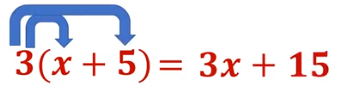 3(x + 5) = 3x + 15